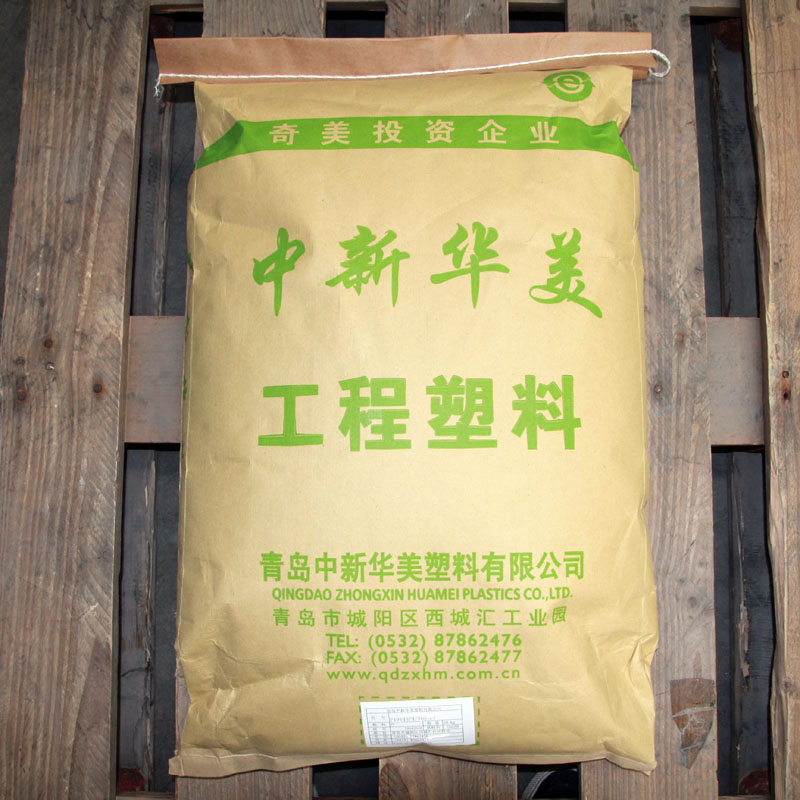 奇美投资企业
中新华美
工程塑料
青岛中新华美塑料有限公司
QINGDAO ZHONGXIN HUAMEI PLASTICS CO.,LTD.
青岛市城阳区西城汇工业园
TEL: (0532) 87862476
FAX: (0532) 87862477
www.qdzxhm.com.cn